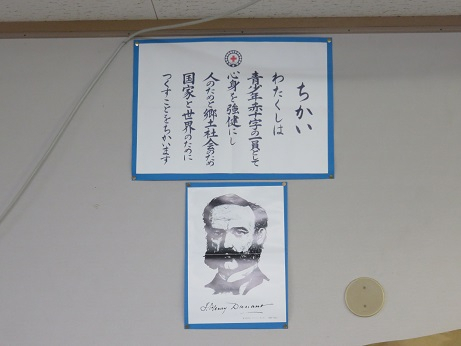 ちかい
わたくしは
青少年赤十字の一員として
心身を強健にし
人のためと郷土社会のため
国家と世界のために
つくすことをちかいます
J. Henry Dunant